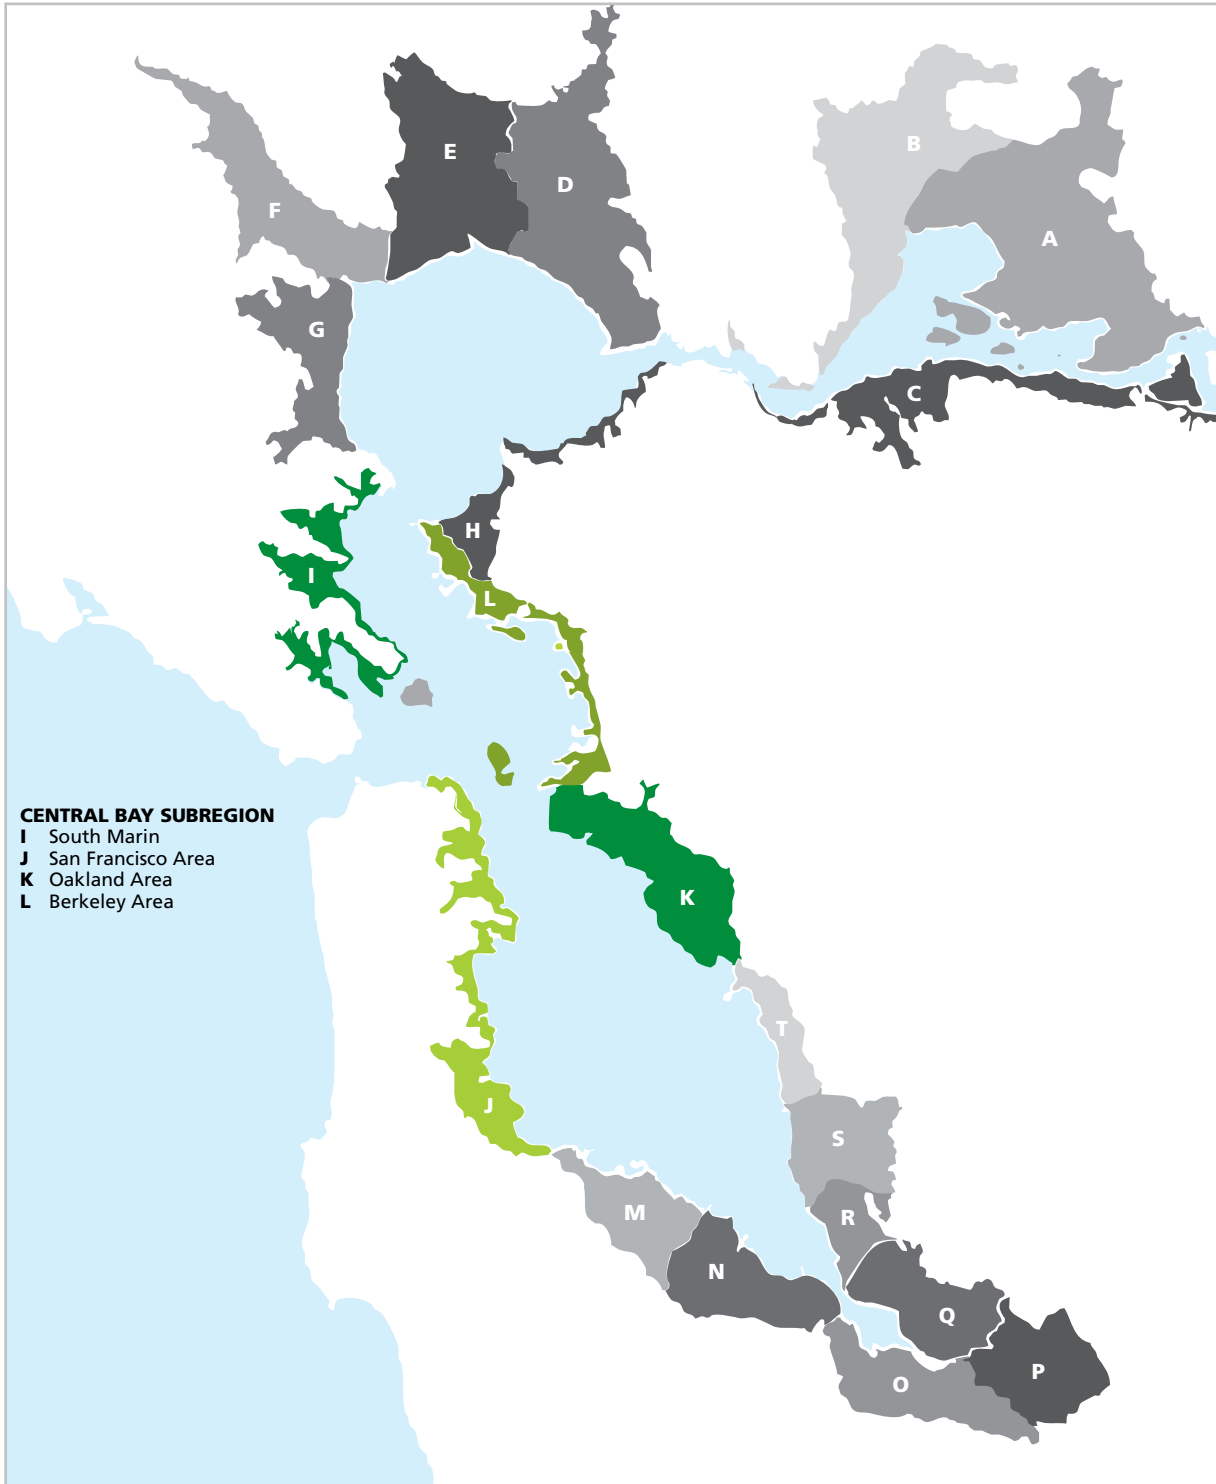 B
E
D
F
A
G
C
H
I
L
CENTRAL BAY SUBREGION
I South Marin
J San Francisco Area
K Oakland Area
L Berkeley Area
K
T
J
S
M
R
N
Q
P
O